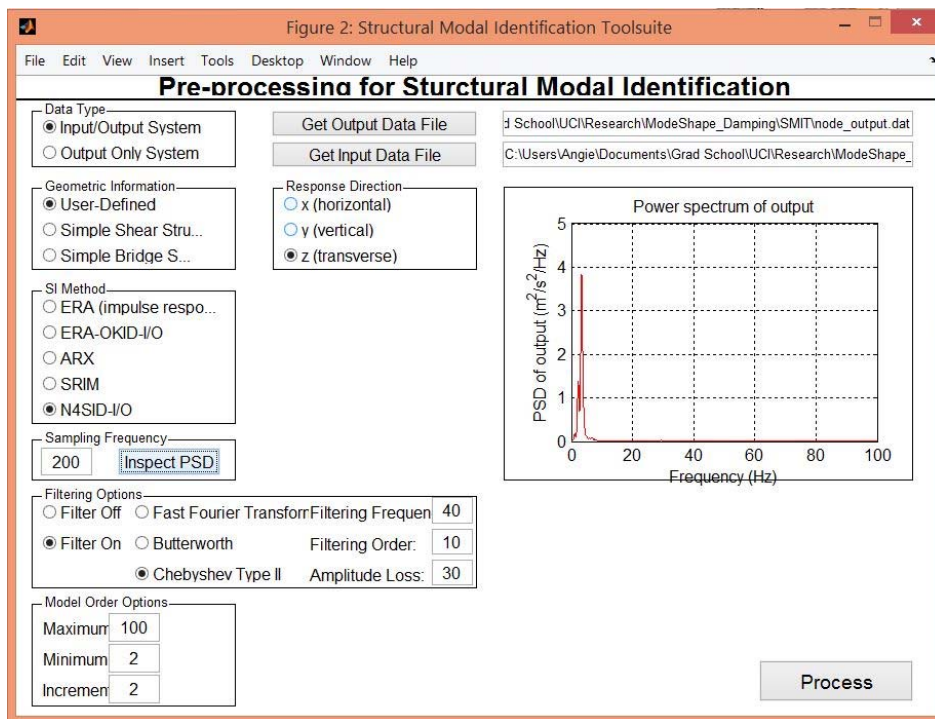 Figure 2: Structural Modal Identification Toolsuite
File Edit View Insert Tools Desktop Window Help
Pre-processing for Sturctural Modal Identification
Data Type
Input/Output System
Output Only System
Get Output Data File
Get Input Data File
d School\UCI\Research\ModeShape_Damping\SMIT\node_output.dat
C:\Users\Angie\Documents\Grad School\UCI\Research\ModeShape_
Geometric Information
User-Defined
Simple Shear Stru...
Simple Bridge S...
Response Direction
x (horizontal)
y (vertical)
z (transverse)
SI Method
ERA (impulse respo...
ERA-OKID-I/O
ARX
SRIM
N4SID-I/O
Power spectrum of output
PSD of output (m²/s²/Hz)
5
4
3
2
1
0
0 20 40 60 80 100
Frequency (Hz)
Sampling Frequency
200 Inspect PSD
Filtering Options
Filter Off Fast Fourier Transforr Filtering Frequen 40
Filter On Butterworth Filtering Order: 10
Chebyshev Type II Amplitude Loss: 30
Model Order Options
Maximum 100
Minimum 2
Increment 2
Process